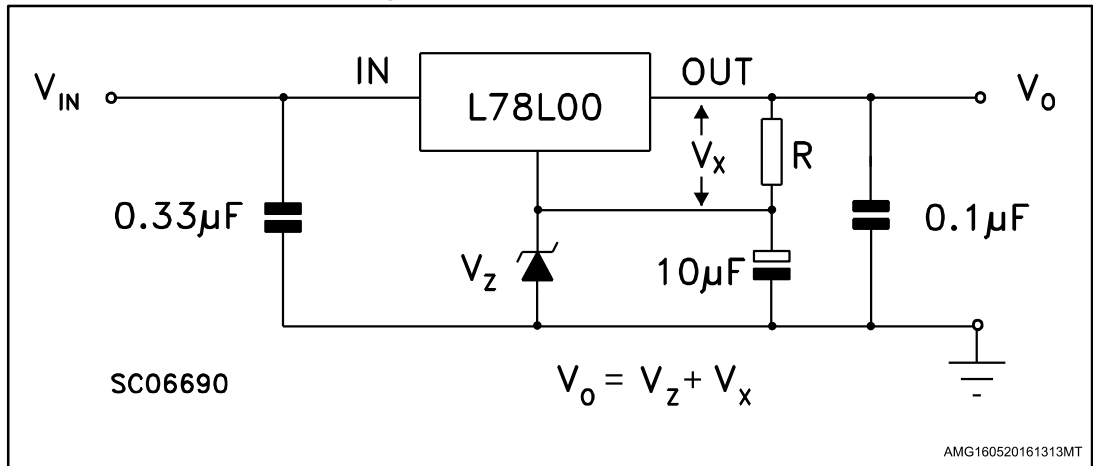 V_IN
IN
L78L00
OUT
V_o
V_X
R
0.33µF
V_Z
10µF
0.1µF
SC06690
V_o = V_z + V_x
AMG160520161313MT